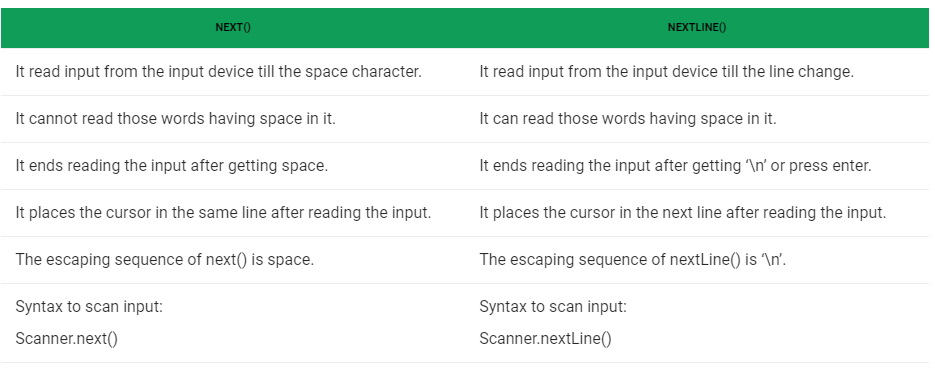 NEXT() NEXTLINE()
It read input from the input device till the space character. It read input from the input device till the line change.
It cannot read those words having space in it. It can read those words having space in it.
It ends reading the input after getting space. It ends reading the input after getting ‘\n’ or press enter.
It places the cursor in the same line after reading the input. It places the cursor in the next line after reading the input.
The escaping sequence of next() is space. The escaping sequence of nextLine() is ‘\n’.
Syntax to scan input: Syntax to scan input:
Scanner.next() Scanner.nextLine()